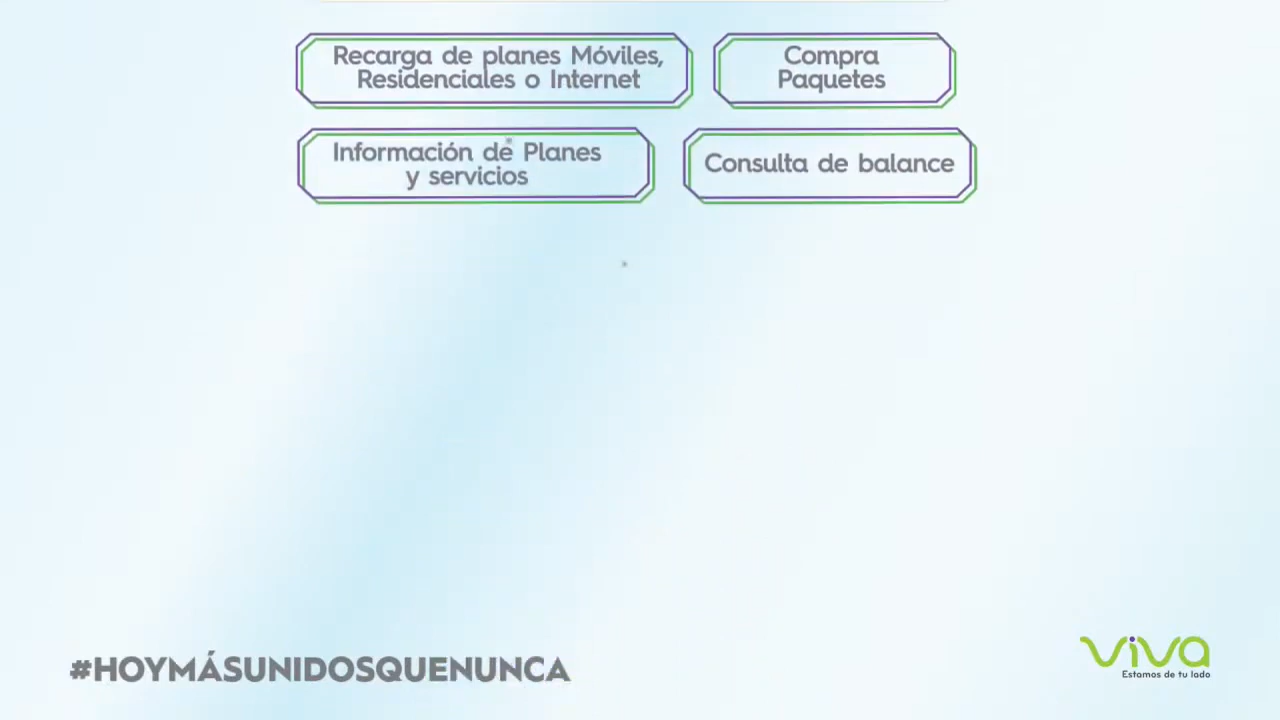 Recarga de planes Móviles,
Residenciales o Internet
Compra
Paquetes
Información de Planes
y servicios
Consulta de balance
#HOYMÁSUNIDOSQUENUNCA
viva
Estamos de tu lado